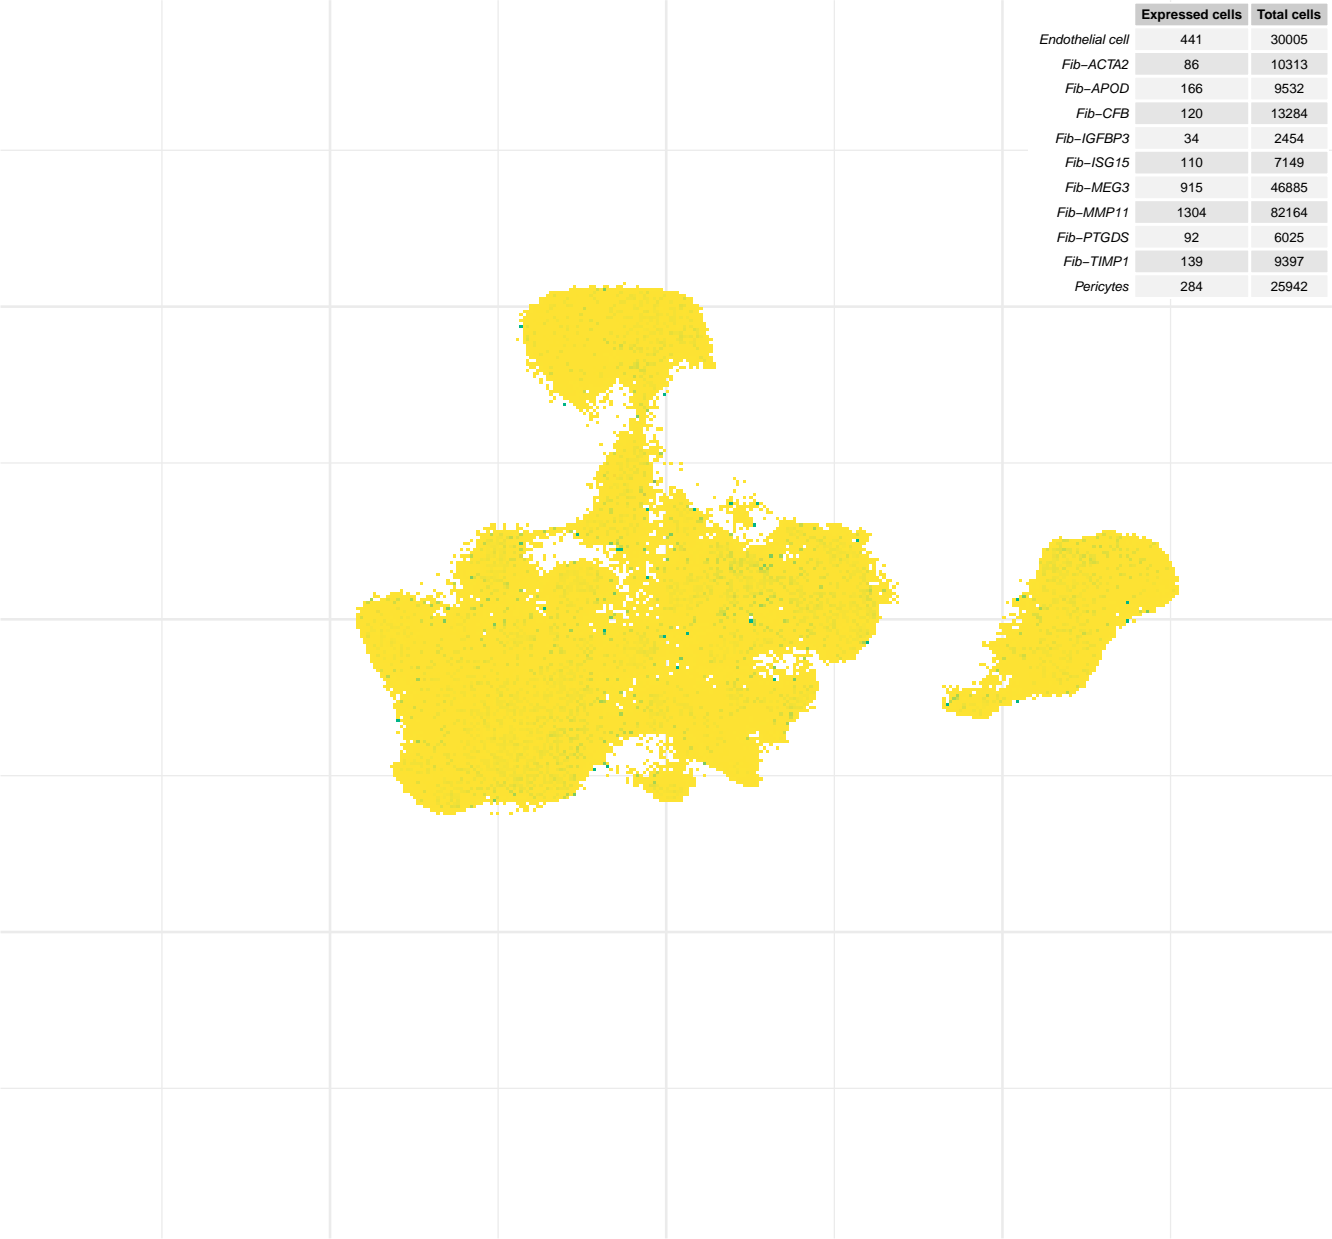 Expressed cells Total cells
Endothelial cell 441 30005
Fib−ACTA2 86 10313
Fib−APOD 166 9532
Fib−CFB 120 13284
Fib−IGFBP3 34 2454
Fib−ISG15 110 7149
Fib−MEG3 915 46885
Fib−MMP11 1304 82164
Fib−PTGDS 92 6025
Fib−TIMP1 139 9397
Pericytes 284 25942